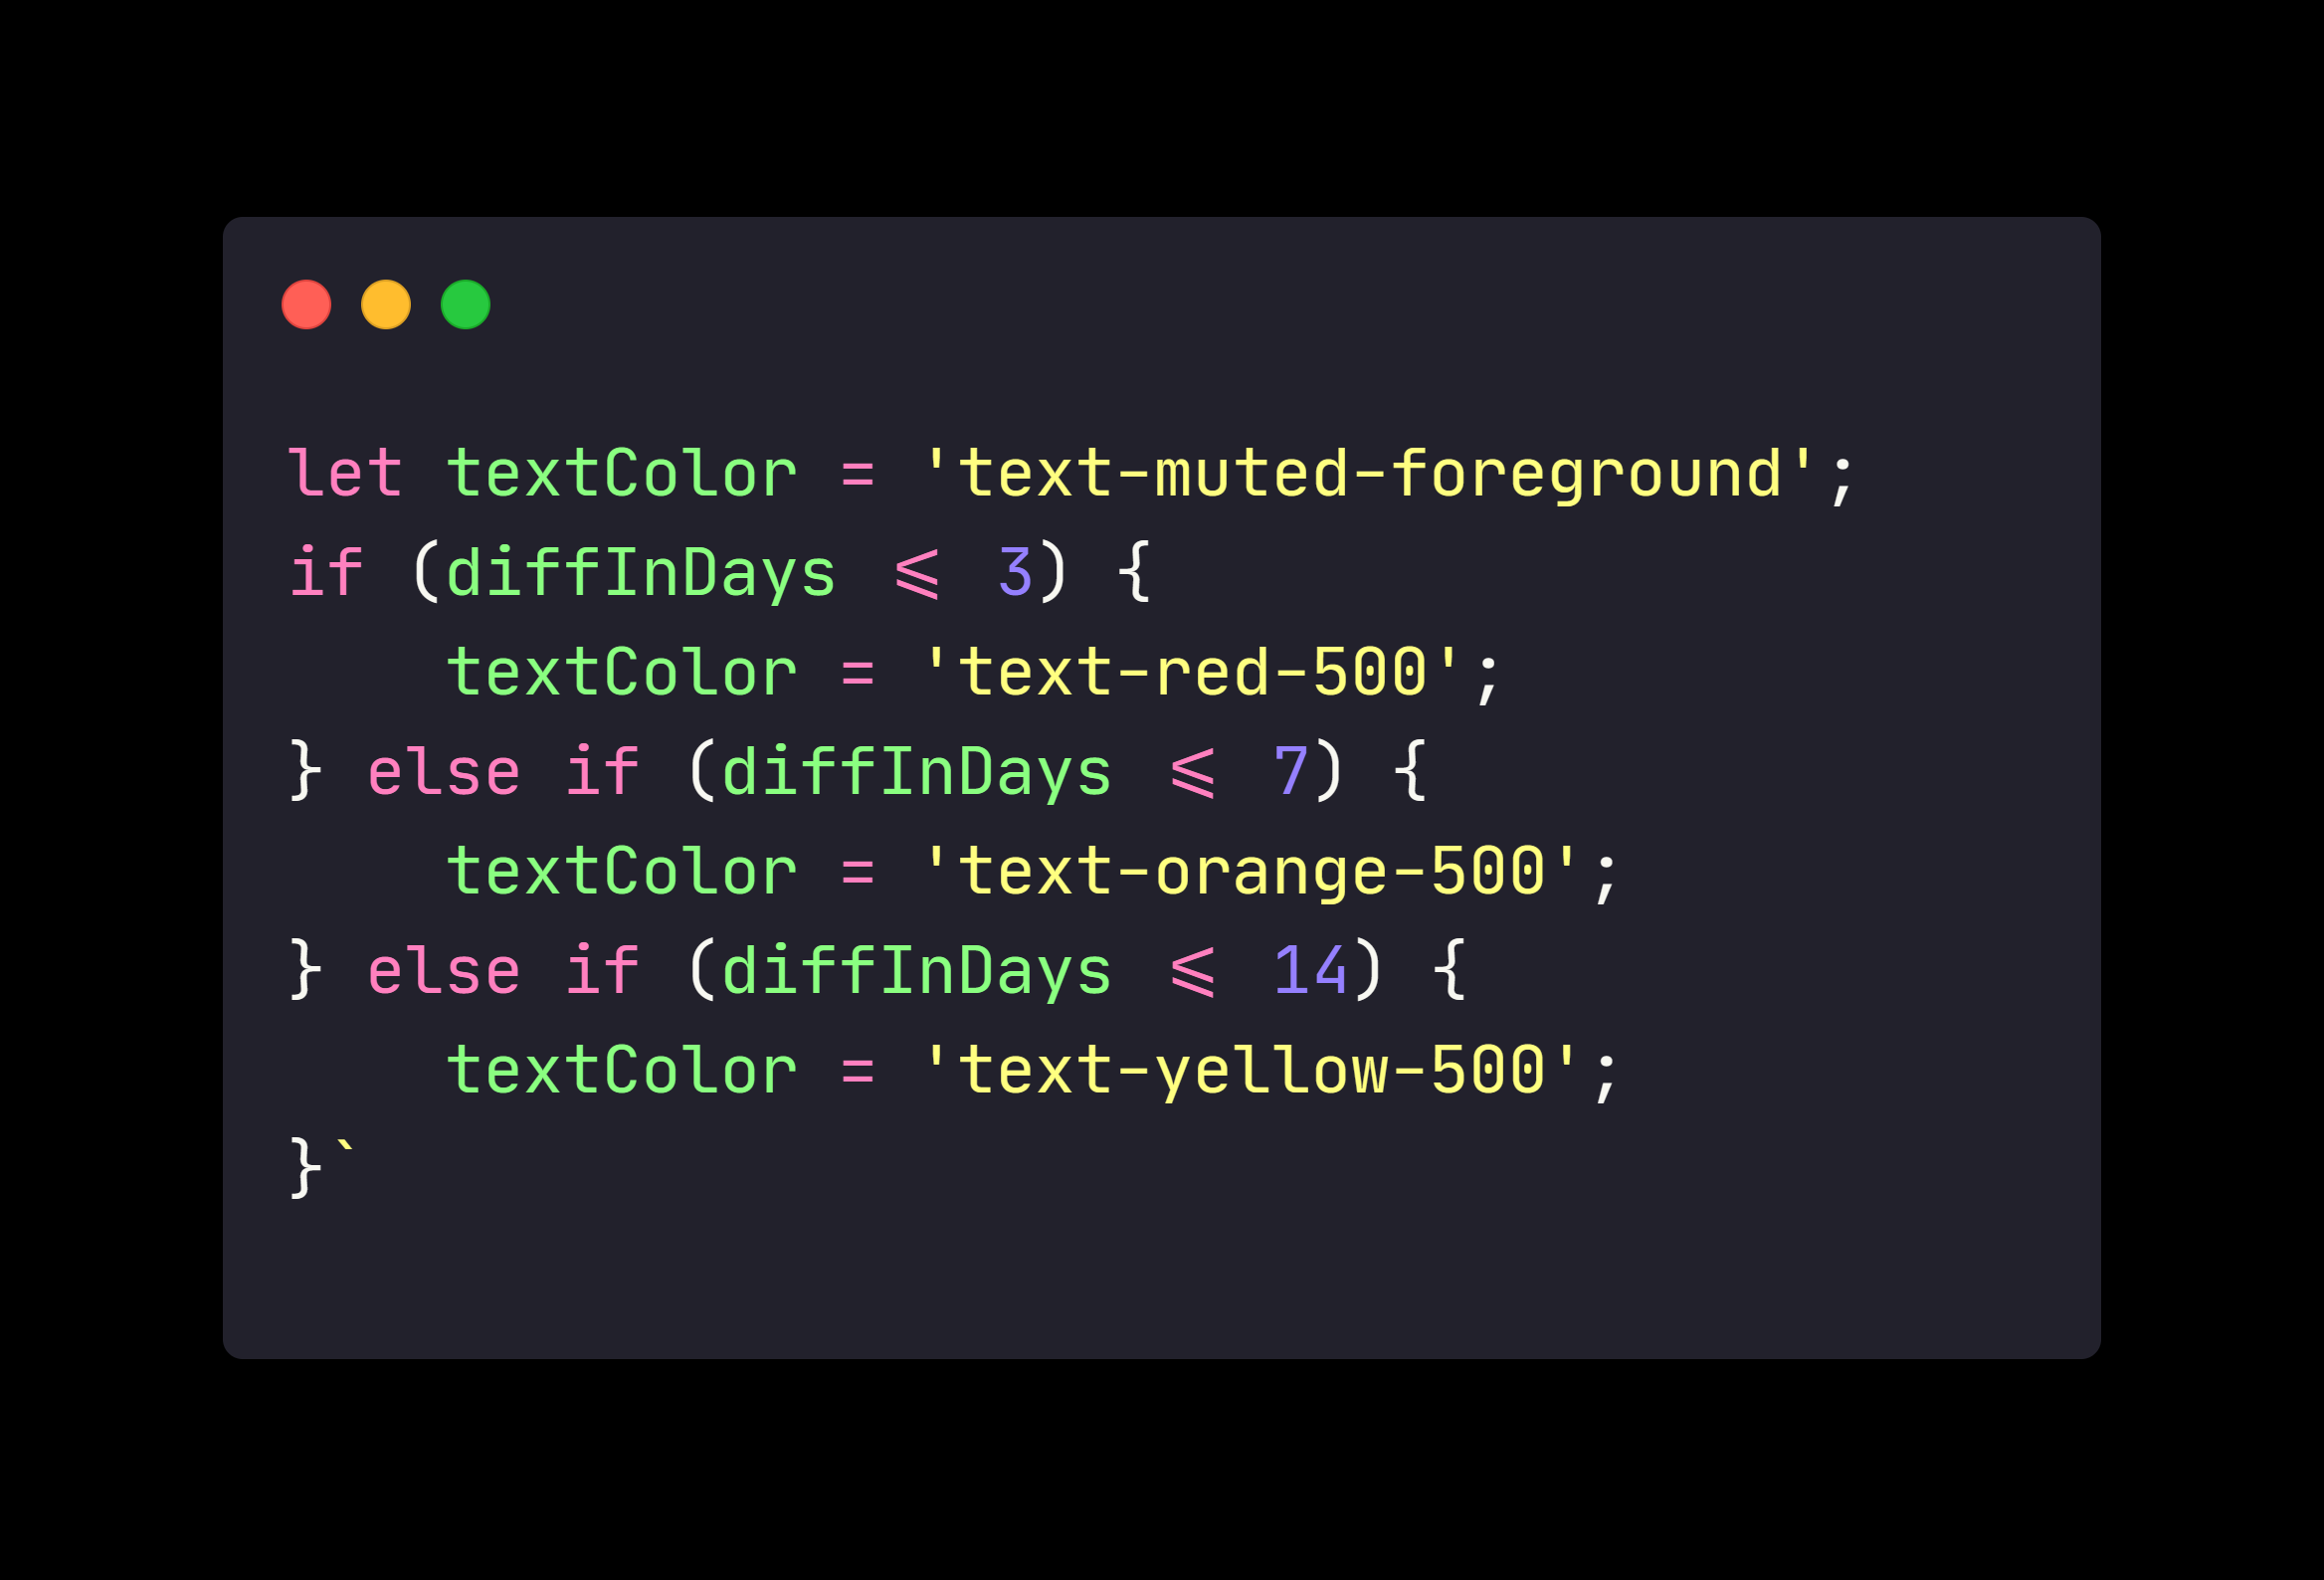 let textColor = 'text-muted-foreground';
if (diffInDays <= 3) {
    textColor = 'text-red-500';
} else if (diffInDays <= 7) {
    textColor = 'text-orange-500';
} else if (diffInDays <= 14) {
    textColor = 'text-yellow-500';
}`